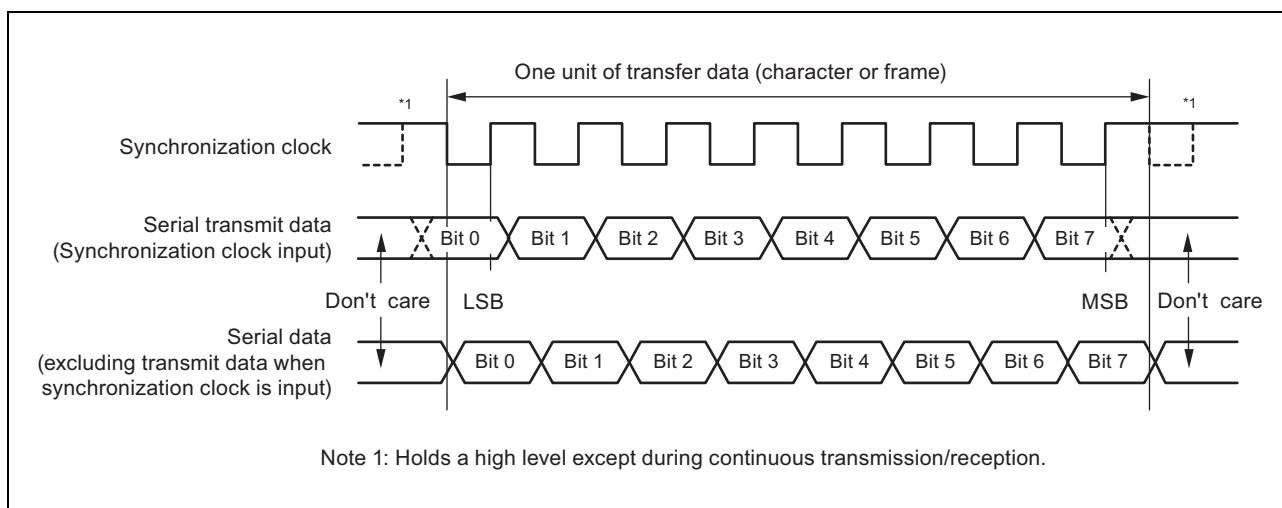 One unit of transfer data (character or frame)
*1
*1
Synchronization clock
Serial transmit data
(Synchronization clock input)
Bit 0 Bit 1 Bit 2 Bit 3 Bit 4 Bit 5 Bit 6 Bit 7
Don't care LSB MSB Don't care
Serial data
(excluding transmit data when
synchronization clock is input)
Bit 0 Bit 1 Bit 2 Bit 3 Bit 4 Bit 5 Bit 6 Bit 7
Note 1: Holds a high level except during continuous transmission/reception.